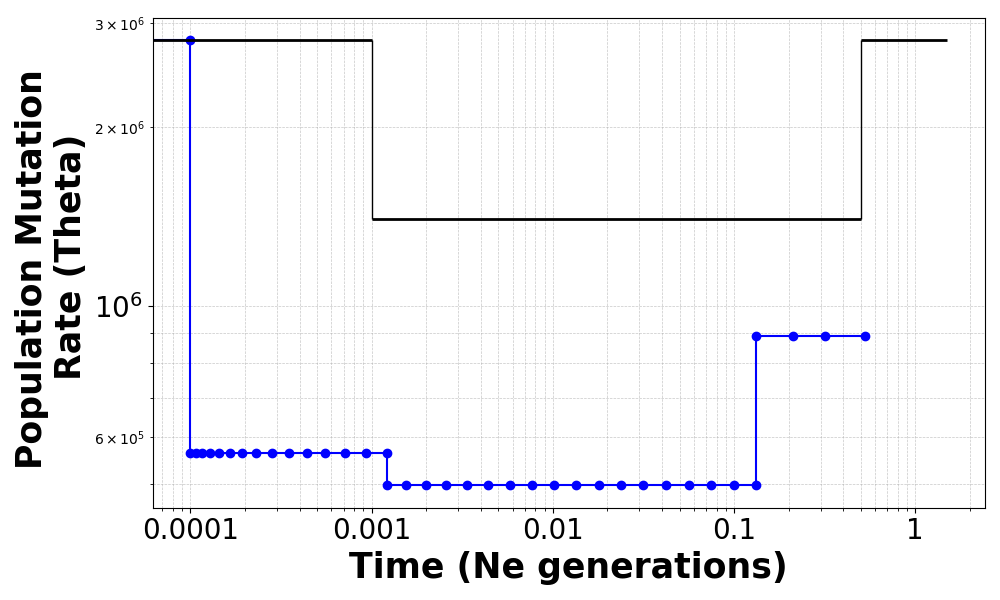 Population Mutation
Rate (Theta)
3 × 10⁶
2 × 10⁶
10⁶
6 × 10⁵
0.0001 0.001 0.01 0.1 1
Time (Ne generations)